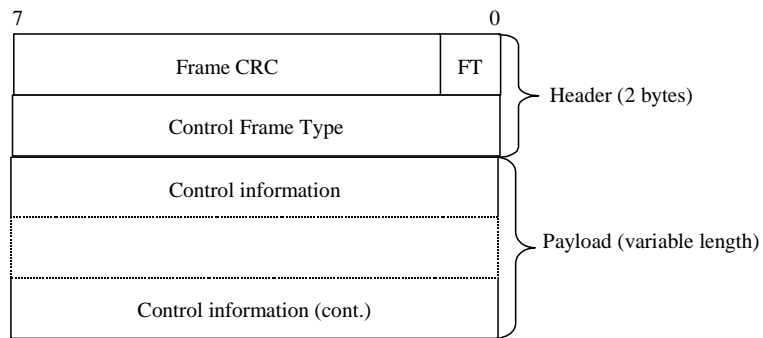 7 0
Frame CRC FT
Header (2 bytes)
Control Frame Type
Control information
Payload (variable length)
Control information (cont.)